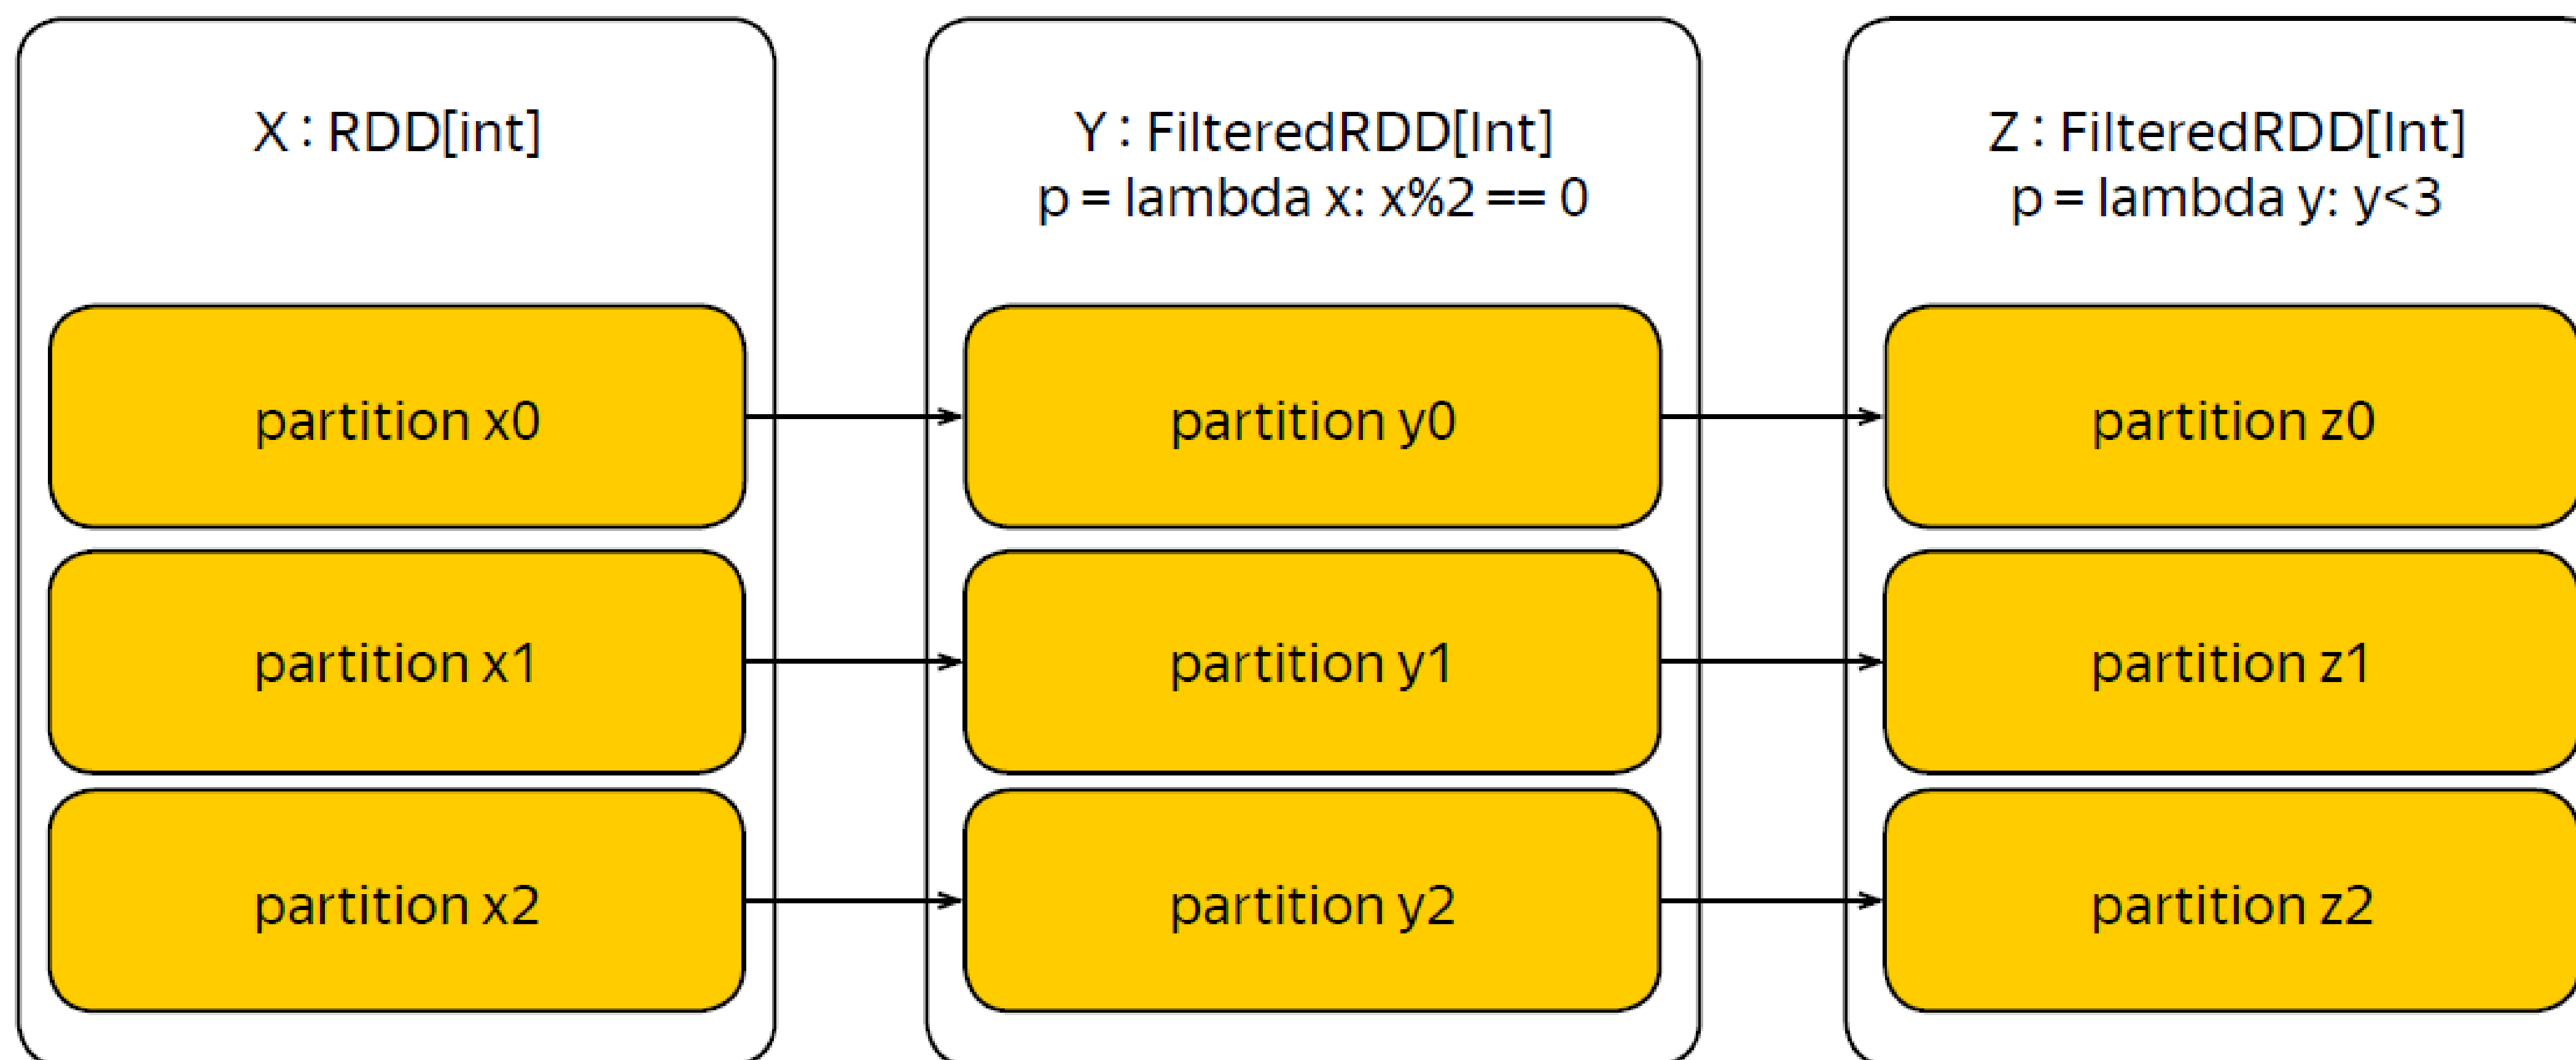 X : RDD[int]
partition x0
partition x1
partition x2
Y : FilteredRDD[Int]
p = lambda x: x%2 == 0
partition y0
partition y1
partition y2
Z : FilteredRDD[Int]
p = lambda y: y<3
partition z0
partition z1
partition z2